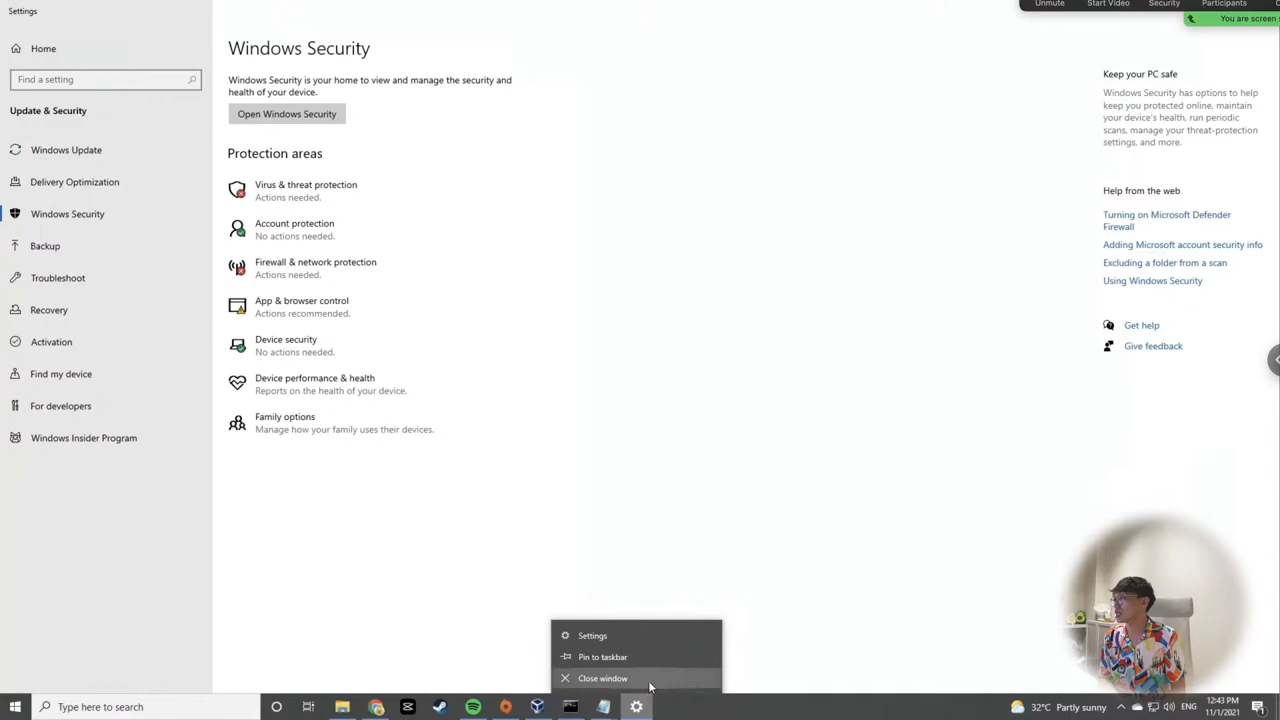 Settings
Unmute
Start Video
Security
Participants
You are screen
Home
Find a setting
Update & Security
Windows Update
Delivery Optimization
Windows Security
Backup
Troubleshoot
Recovery
Activation
Find my device
For developers
Windows Insider Program
Windows Security
Windows Security is your home to view and manage the security and
health of your device.
Open Windows Security
Protection areas
Virus & threat protection
Actions needed.
Account protection
No actions needed.
Firewall & network protection
Actions needed.
App & browser control
Actions recommended.
Device security
No actions needed.
Device performance & health
Reports on the health of your device.
Family options
Manage how your family uses their devices.
Keep your PC safe
Windows Security has options to help
keep you protected online, maintain
your device's health, run periodic
scans, manage your threat-protection
settings, and more.
Help from the web
Turning on Microsoft Defender
Firewall
Adding Microsoft account security info
Excluding a folder from a scan
Using Windows Security
Get help
Give feedback
Settings
Pin to taskbar
Close window
Type here to search
32°C Partly sunny
ENG
12:43 PM
11/1/2021
1